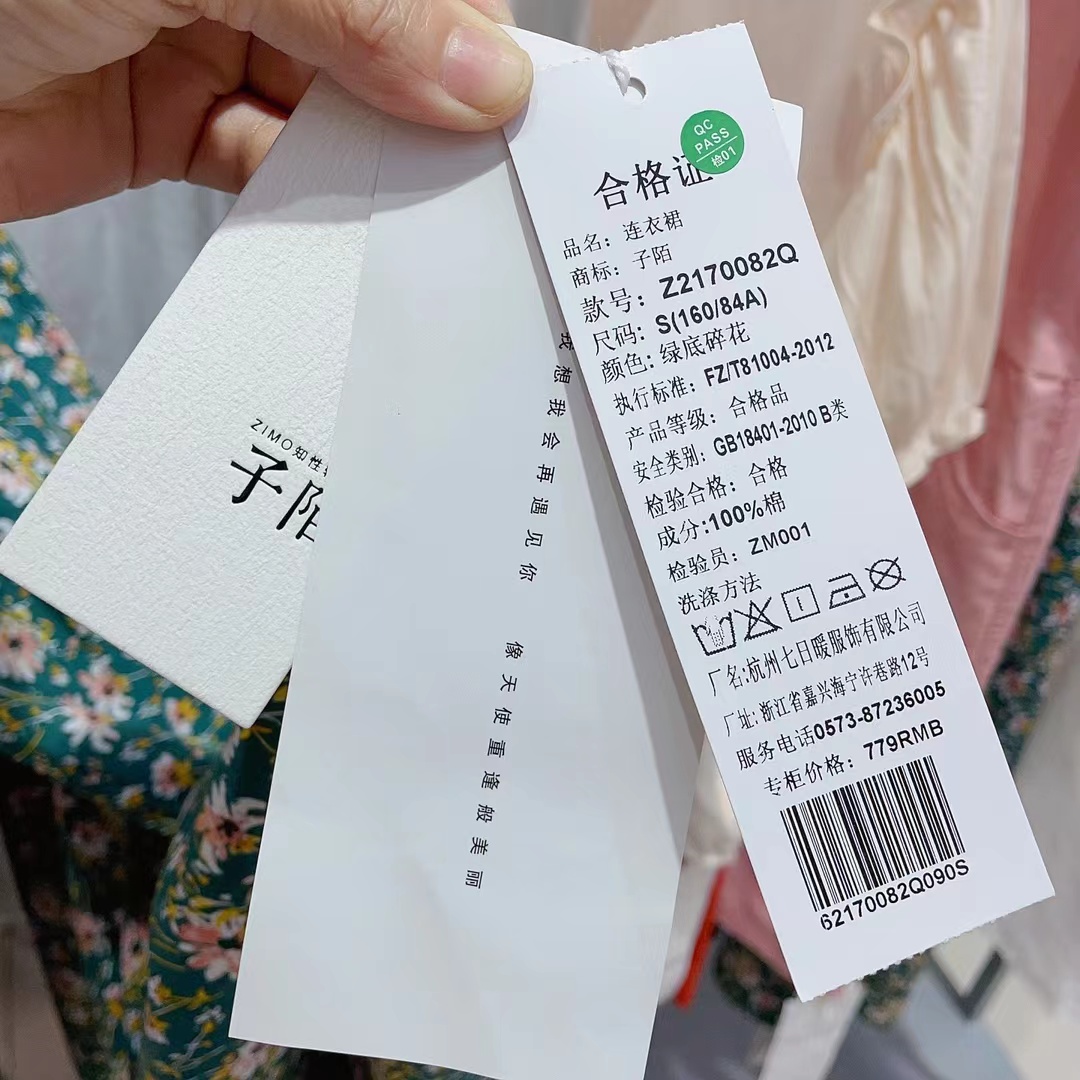 ZIMO知性
子陌
我想我会再遇见你
像天使重逢般美丽
QC
PASS
检01
合格证
品名：连衣裙
商标：子陌
款号：Z2170082Q
尺码：S(160/84A)
颜色：绿底碎花
执行标准：FZ/T81004-2012
产品等级：合格品
安全类别：GB18401-2010 B类
检验合格：合格
成分:100%棉
检验员：ZM001
洗涤方法
厂名:杭州七日暖服饰有限公司
厂址:浙江省嘉兴海宁许巷路12号
服务电话0573-87236005
专柜价格：779RMB
62170082Q090S